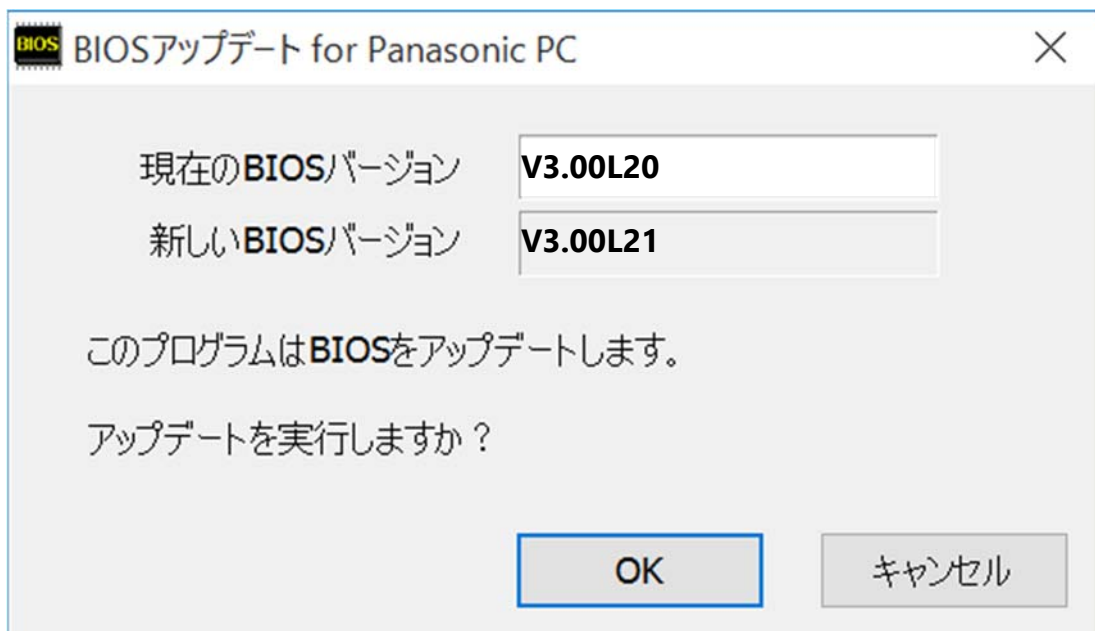 BIOS
BIOSアップデート for Panasonic PC
現在のBIOSバージョン V3.00L20
新しいBIOSバージョン V3.00L21
このプログラムはBIOSをアップデートします。
アップデートを実行しますか？
OK キャンセル